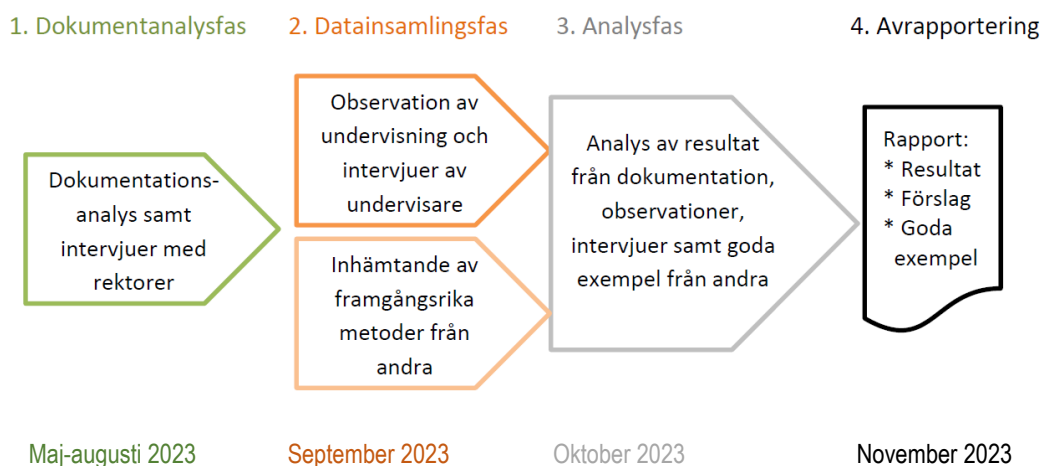 1. Dokumentanalysfas
2. Datainsamlingsfas
3. Analysfas
4. Avrapportering
Dokumentations-
analys samt
intervjuer med
rektorer
Observation av
undervisning och
intervjuer av
undervisare
Inhämtande av
framgångsrika
metoder från
andra
Analys av resultat
från dokumentation,
observationer,
intervjuer samt goda
exempel från andra
Rapport:
* Resultat
* Förslag
* Goda
exempel
Maj-augusti 2023
September 2023
Oktober 2023
November 2023